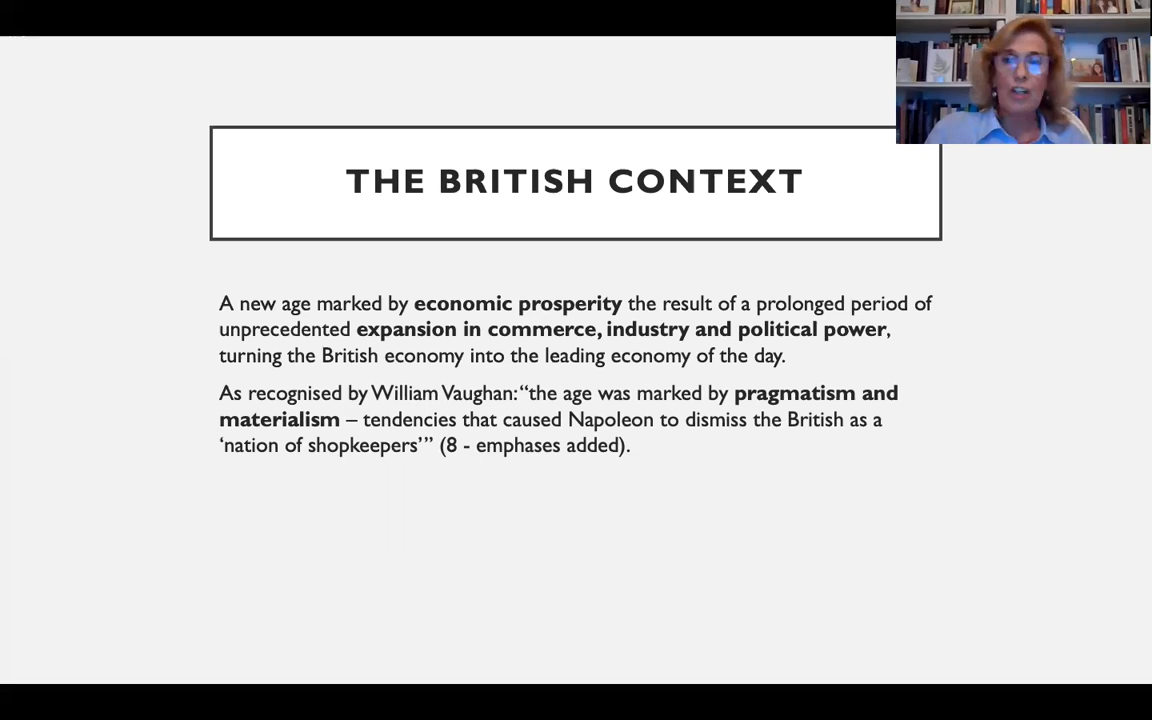 THE BRITISH CONTEXT
A new age marked by economic prosperity the result of a prolonged period of
unprecedented expansion in commerce, industry and political power,
turning the British economy into the leading economy of the day.
As recognised by William Vaughan: “the age was marked by pragmatism and
materialism – tendencies that caused Napoleon to dismiss the British as a
‘nation of shopkeepers’” (8 - emphases added).